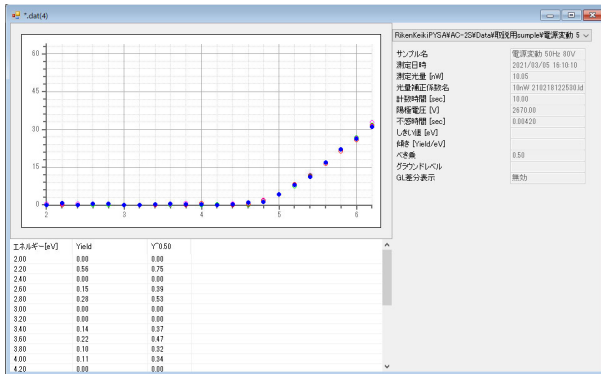 *.dat(4)
RikenKeikiPYSA¥AC-2S¥Data¥取説用sumple¥電源変動 5
60
45
30
15
0
2 3 4 5 6
サンプル名 電源変動 50Hz 80V
測定日時 2021/03/05 16:10:10
測定光量 [nW] 10.05
光量補正係数名 10nW 210218122530.ld
計数時間 [sec] 10.00
陽極電圧 [V] 2670.00
不感時間 [sec] 0.00420
しきい値 [eV]
傾き [Yield/eV]
べき乗 0.50
グラウンドレベル
GL差分表示 無効
エネルギー[eV] Yield Y^0.50
2.00 0.00 0.00
2.20 0.56 0.75
2.40 0.00 0.00
2.60 0.15 0.39
2.80 0.28 0.53
3.00 0.00 0.00
3.20 0.00 0.00
3.40 0.14 0.37
3.60 0.22 0.47
3.80 0.10 0.32
4.00 0.11 0.34
4.20 0.00 0.00